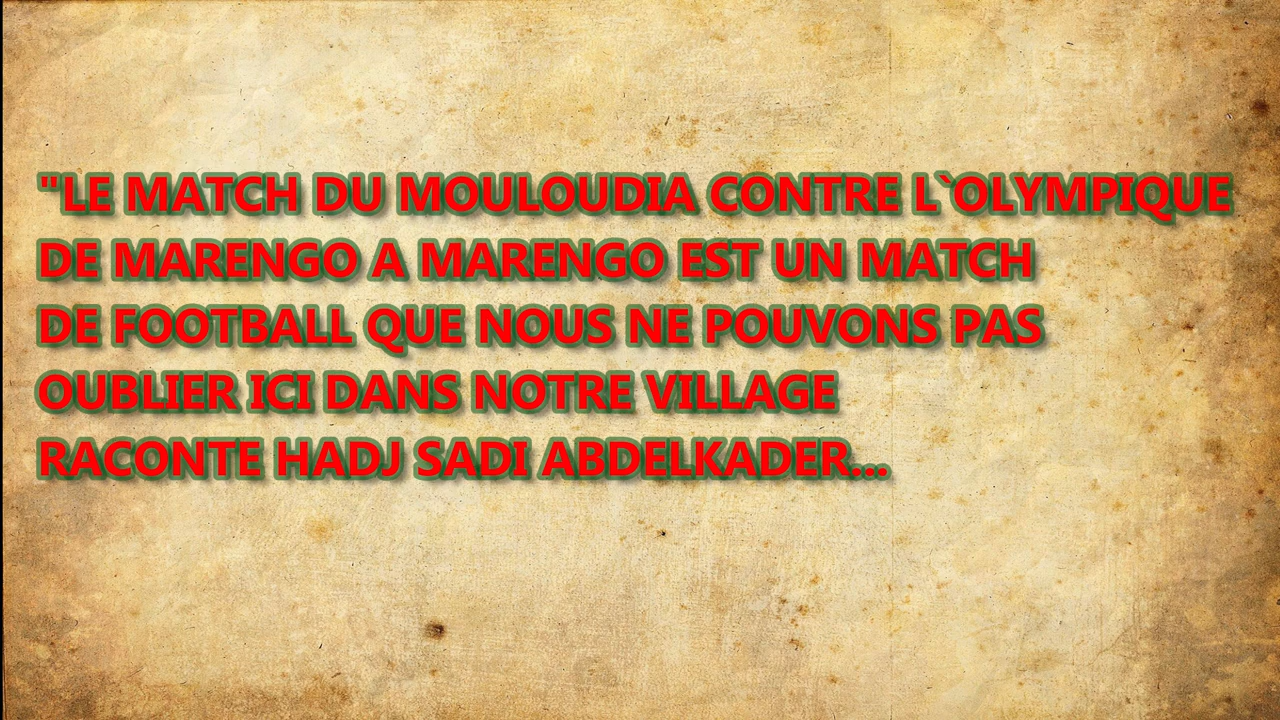 "LE MATCH DU MOULOUDIA CONTRE L`OLYMPIQUE
DE MARENGO A MARENGO EST UN MATCH
DE FOOTBALL QUE NOUS NE POUVONS PAS
OUBLIER ICI DANS NOTRE VILLAGE
RACONTE HADJ SADI ABDELKADER...